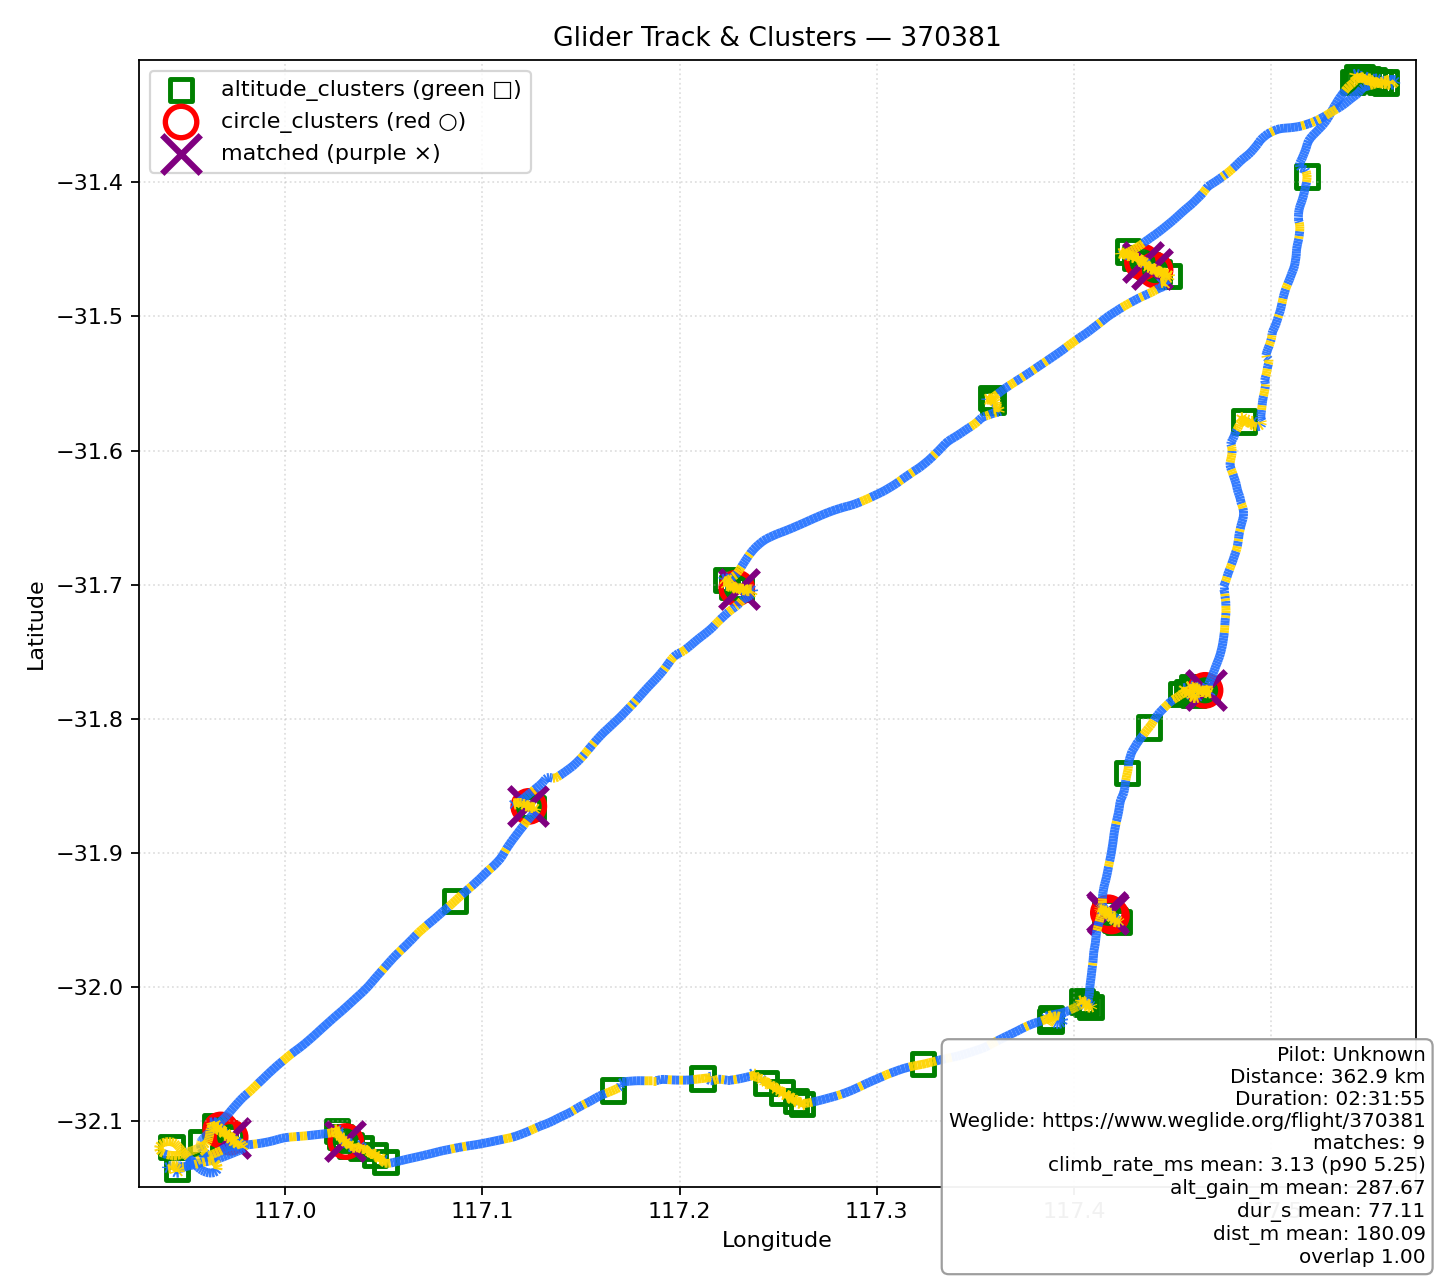 Glider Track & Clusters — 370381
altitude_clusters (green □)
circle_clusters (red ○)
matched (purple ×)
Latitude
−31.4
−31.5
−31.6
−31.7
−31.8
−31.9
−32.0
−32.1
117.0
117.1
117.2
117.3
117.4
Longitude
Pilot: Unknown
Distance: 362.9 km
Duration: 02:31:55
Weglide: https://www.weglide.org/flight/370381
matches: 9
climb_rate_ms mean: 3.13 (p90 5.25)
alt_gain_m mean: 287.67
dur_s mean: 77.11
dist_m mean: 180.09
overlap 1.00